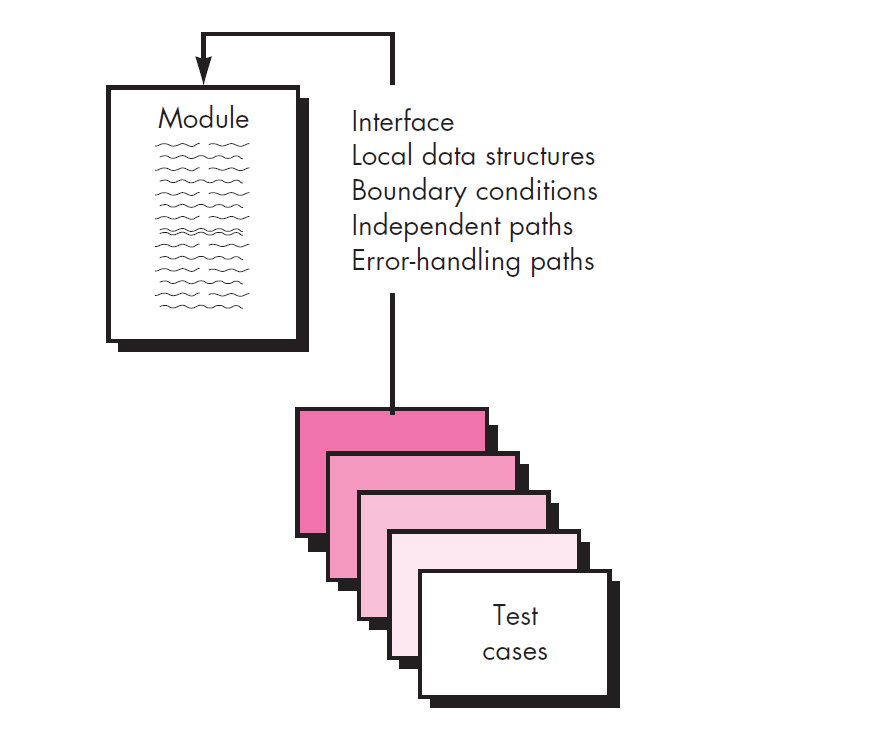 Module
Interface
Local data structures
Boundary conditions
Independent paths
Error-handling paths
Test
cases